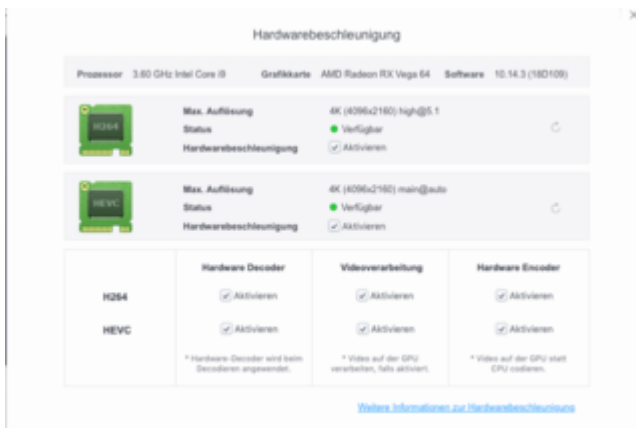 Hardwarebeschleunigung
Prozessor 3.60 GHz Intel Core i9 Grafikkarte AMD Radeon RX Vega 64 Software 10.14.3 (18D109)
H264
Max. Auflösung 4K (4096x2160) high@5.1
Status Verfügbar
Hardwarebeschleunigung Aktivieren
HEVC
Max. Auflösung 4K (4096x2160) main@auto
Status Verfügbar
Hardwarebeschleunigung Aktivieren
Hardware Decoder Videoverarbeitung Hardware Encoder
H264 Aktivieren Aktivieren Aktivieren
HEVC Aktivieren Aktivieren Aktivieren
* Hardware-Decoder wird beim * Video auf der GPU * Video auf der GPU statt
Decodieren angewendet. verarbeiten, falls aktiviert. CPU codieren.
Weitere Informationen zur Hardwarebeschleunigung